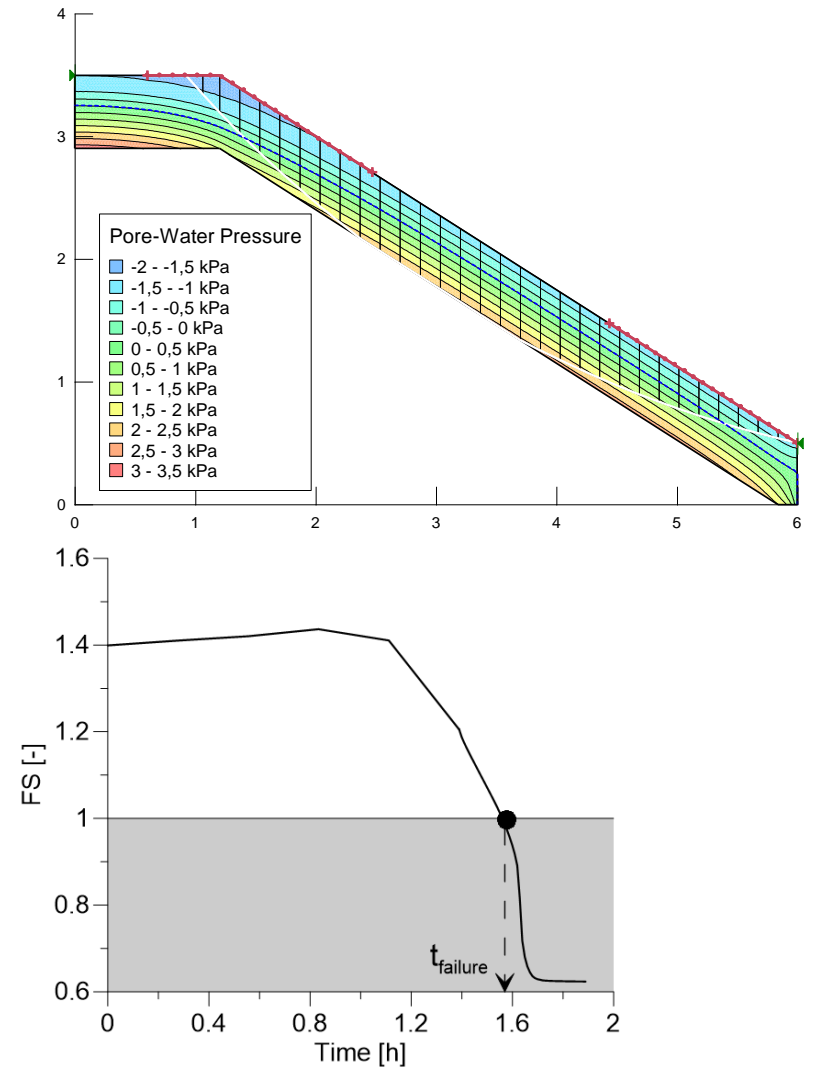 4
3
2
1
0
Pore-Water Pressure
-2 - -1,5 kPa
-1,5 - -1 kPa
-1 - -0,5 kPa
-0,5 - 0 kPa
0 - 0,5 kPa
0,5 - 1 kPa
1 - 1,5 kPa
1,5 - 2 kPa
2 - 2,5 kPa
2,5 - 3 kPa
3 - 3,5 kPa
0 1 2 3 4 5 6
1.6
1.4
1.2
1
0.8
0.6
FS [-]
tfailure
0 0.4 0.8 1.2 1.6 2
Time [h]